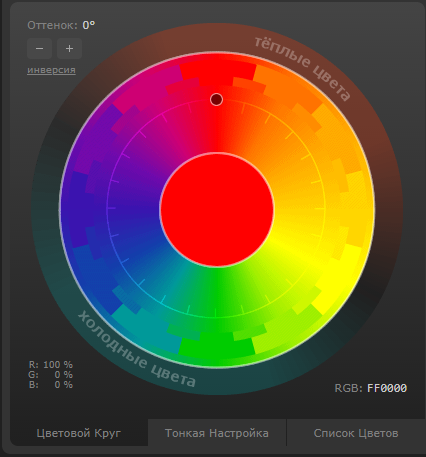 Оттенок: 0°
− +
инверсия
тёплые цвета
холодные цвета
R: 100 %
G: 0 %
B: 0 %
RGB: FF0000
Цветовой Круг Тонкая Настройка Список Цветов